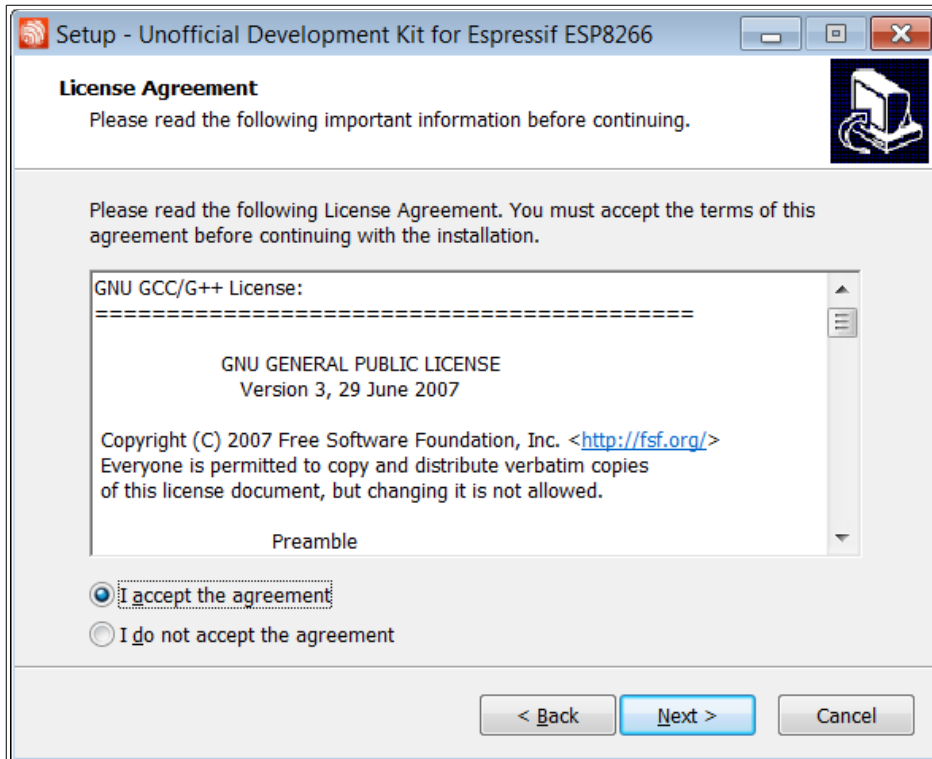 Setup - Unofficial Development Kit for Espressif ESP8266
License Agreement
Please read the following important information before continuing.
Please read the following License Agreement. You must accept the terms of this
agreement before continuing with the installation.
GNU GCC/G++ License:
==========================================
GNU GENERAL PUBLIC LICENSE
Version 3, 29 June 2007
Copyright (C) 2007 Free Software Foundation, Inc. <http://fsf.org/>
Everyone is permitted to copy and distribute verbatim copies
of this license document, but changing it is not allowed.
Preamble
I accept the agreement
I do not accept the agreement
< Back Next > Cancel